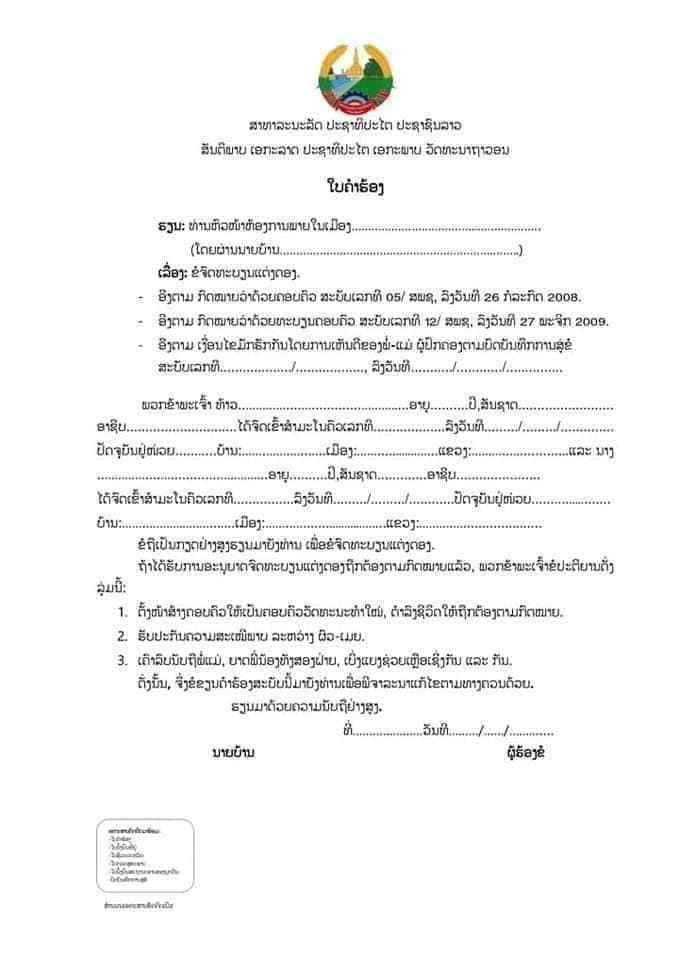 ສາທາລະນະລັດ ປະຊາທິປະໄຕ ປະຊາຊົນລາວ
ສັນຕິພາບ ເອກະລາດ ປະຊາທິປະໄຕ ເອກະພາບ ວັດທະນາຖາວອນ
ໃບຄຳຮ້ອງ
ຮຽນ: ທ່ານຫົວໜ້າຫ້ອງການພາຍໃນເມືອງ.........................................................
(ໂດຍຜ່ານນາຍບ້ານ........................................................................)
ເລື່ອງ: ຂໍຈົດທະບຽນແຕ່ງດອງ.
- ອີງຕາມ ກົດໝາຍວ່າດ້ວຍຄອບຄົວ ສະບັບເລກທີ 05/ ສພຊ, ລົງວັນທີ 26 ກໍລະກົດ 2008.
- ອີງຕາມ ກົດໝາຍວ່າດ້ວຍທະບຽນຄອບຄົວ ສະບັບເລກທີ 12/ ສພຊ, ລົງວັນທີ 27 ພະຈິກ 2009.
- ອີງຕາມ ເງື່ອນໄຂມັກຮັກກັນໂດຍການເຫັນດີຂອງພໍ່-ແມ່ ຜູ້ປົກຄອງຕາມບົດບັນທຶກການສູ່ຂໍ
ສະບັບເລກທີ..................../..................., ລົງວັນທີ.........../............/...............
ພວກຂ້າພະເຈົ້າ ທ້າວ..................................................ອາຍຸ..........ປີ,ສັນຊາດ........................
ອາຊີບ..............................ໄດ້ຈົດເຂົ້າສຳມະໂນຄົວເລກທີ....................ລົງວັນທີ........./........./.............
ປັດຈຸບັນຢູ່ໜ່ວຍ...........ບ້ານ:.......................ເມືອງ:.......................ແຂວງ:...........................ແລະ ນາງ
..................................................ອາຍຸ..........ປີ,ສັນຊາດ.............ອາຊີບ......................
ໄດ້ຈົດເຂົ້າສຳມະໂນຄົວເລກທີ................ລົງວັນທີ........./........./............ປັດຈຸບັນຢູ່ໜ່ວຍ......................
ບ້ານ:...............................ເມືອງ:.................................ແຂວງ:.................................
ຂໍຖືເປັນກຽດຢ່າງສູງຮຽນມາຍັງທ່ານ ເພື່ອຂໍຈົດທະບຽນແຕ່ງດອງ.
ຖ້າໄດ້ຮັບການອະນຸຍາດຈົດທະບຽນແຕ່ງດອງຖືກຕ້ອງຕາມກົດໝາຍແລ້ວ, ພວກຂ້າພະເຈົ້າຂໍປະຕິຍານດັ່ງ
ລຸ່ມນີ້:
1. ຕັ້ງໜ້າສ້າງຄອບຄົວໃຫ້ເປັນຄອບຄົວວັດທະນະທຳໃໝ່, ດຳລົງຊີວິດໃຫ້ຖືກຕ້ອງຕາມກົດໝາຍ.
2. ຮັບປະກັນຄວາມສະເໝີພາບ ລະຫວ່າງ ຜົວ-ເມຍ.
3. ເຄົາລົບນັບຖືພໍ່ແມ່, ຍາດພີ່ນ້ອງທັງສອງຝ່າຍ, ເບິ່ງແຍງຊ່ວຍເຫຼືອເຊິ່ງກັນ ແລະ ກັນ.
ດັ່ງນັ້ນ, ຈຶ່ງຂໍຂຽນຄຳຮ້ອງສະບັບນີ້ມາຍັງທ່ານເພື່ອພິຈາລະນາແກ້ໄຂຕາມທາງຄວນດ້ວຍ.
ຮຽນມາດ້ວຍຄວາມນັບຖືຢ່າງສູງ.
ທີ່.....................ວັນທີ........./....../.............
ນາຍບ້ານ
ຜູ້ຮ້ອງຂໍ
ເອກະສານຕິດຄັດມາພ້ອມ:
-ໃບຄຳຮ້ອງ